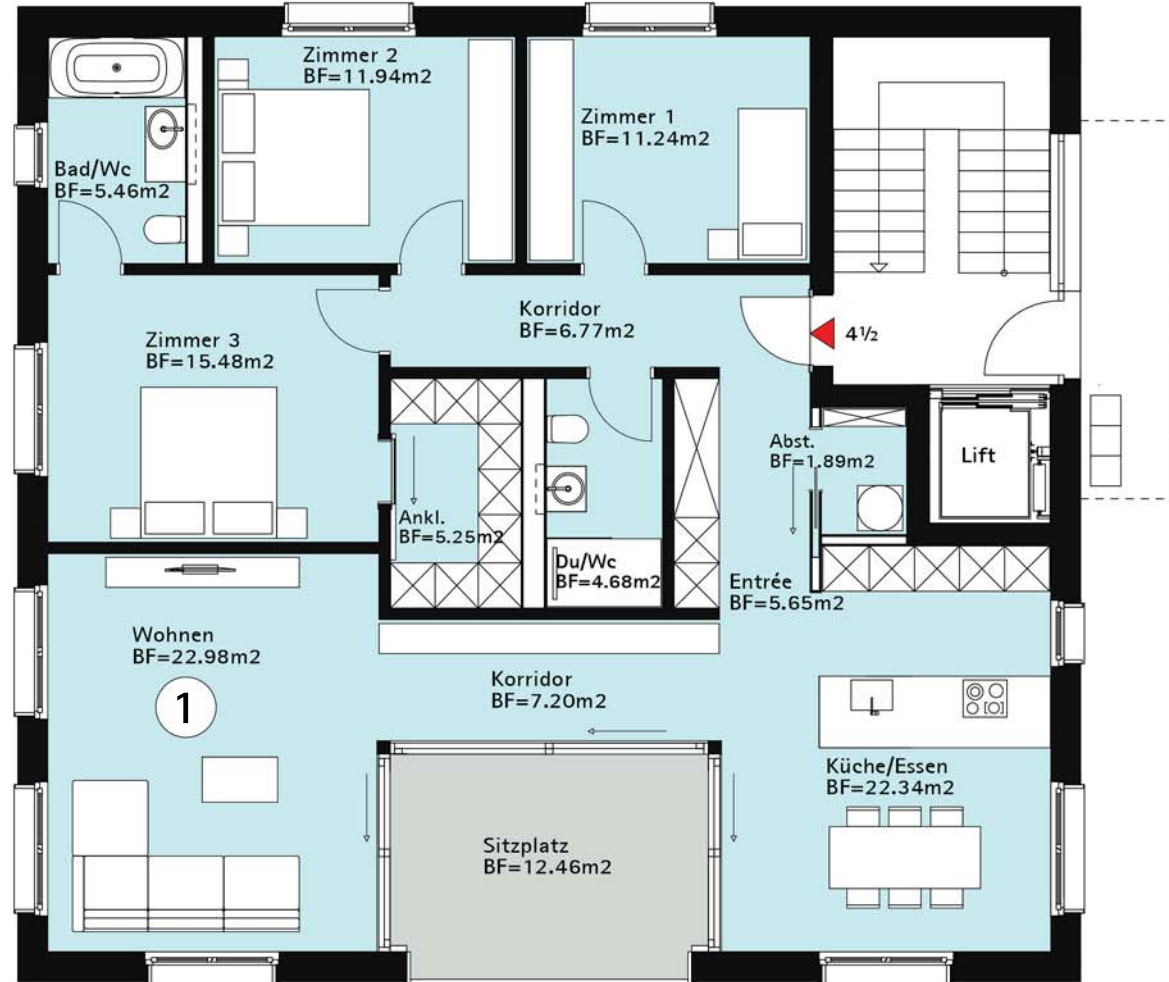 Zimmer 2
BF=11.94m2
Zimmer 1
BF=11.24m2
Bad/Wc
BF=5.46m2
Korridor
BF=6.77m2
4½
Zimmer 3
BF=15.48m2
Abst.
BF=1.89m2
Lift
Ankl.
BF=5.25m2
Du/Wc
BF=4.68m2
Entrée
BF=5.65m2
Wohnen
BF=22.98m2
1
Korridor
BF=7.20m2
Küche/Essen
BF=22.34m2
Sitzplatz
BF=12.46m2